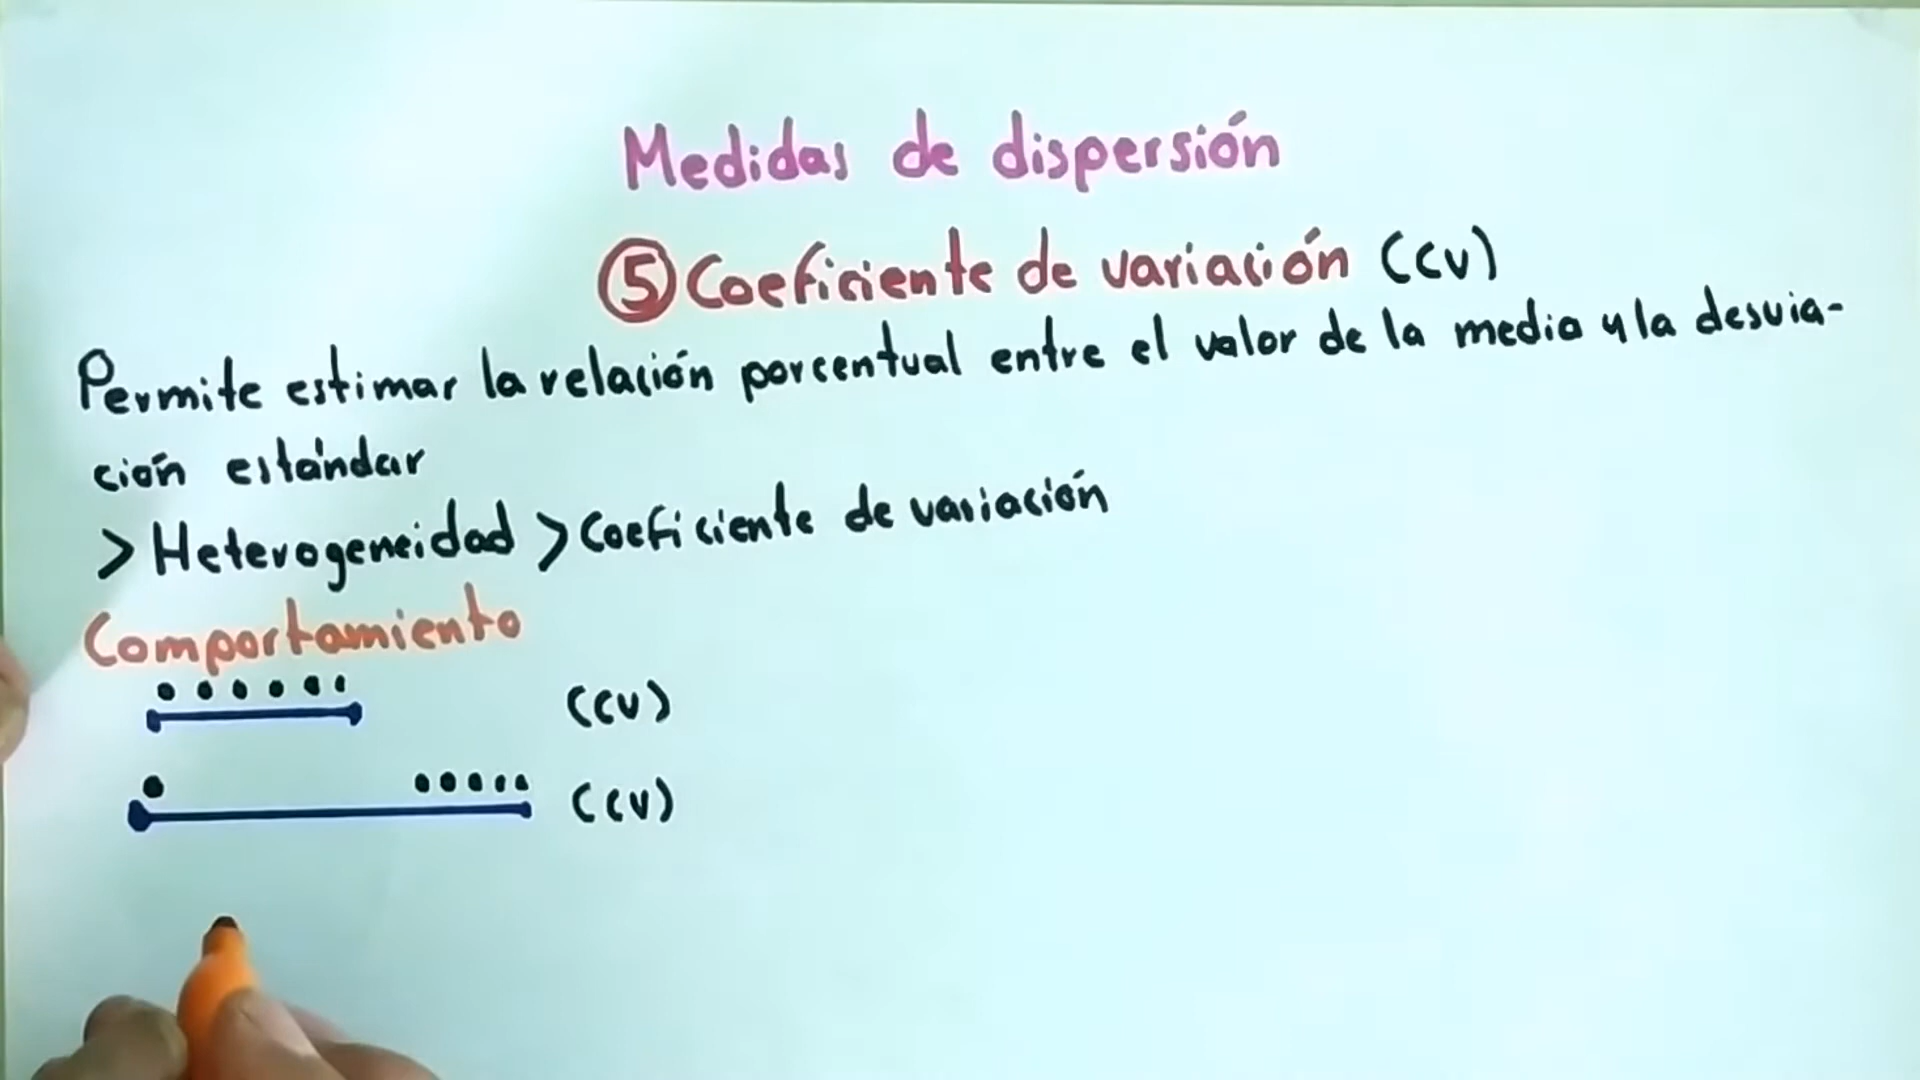 Medidas de dispersión
⑤ Coeficiente de variación (CV)
Permite estimar la relación porcentual entre el valor de la media y la desvia-
ción estándar
> Heterogeneidad > Coeficiente de variación
Comportamiento
(CV)
(CV)